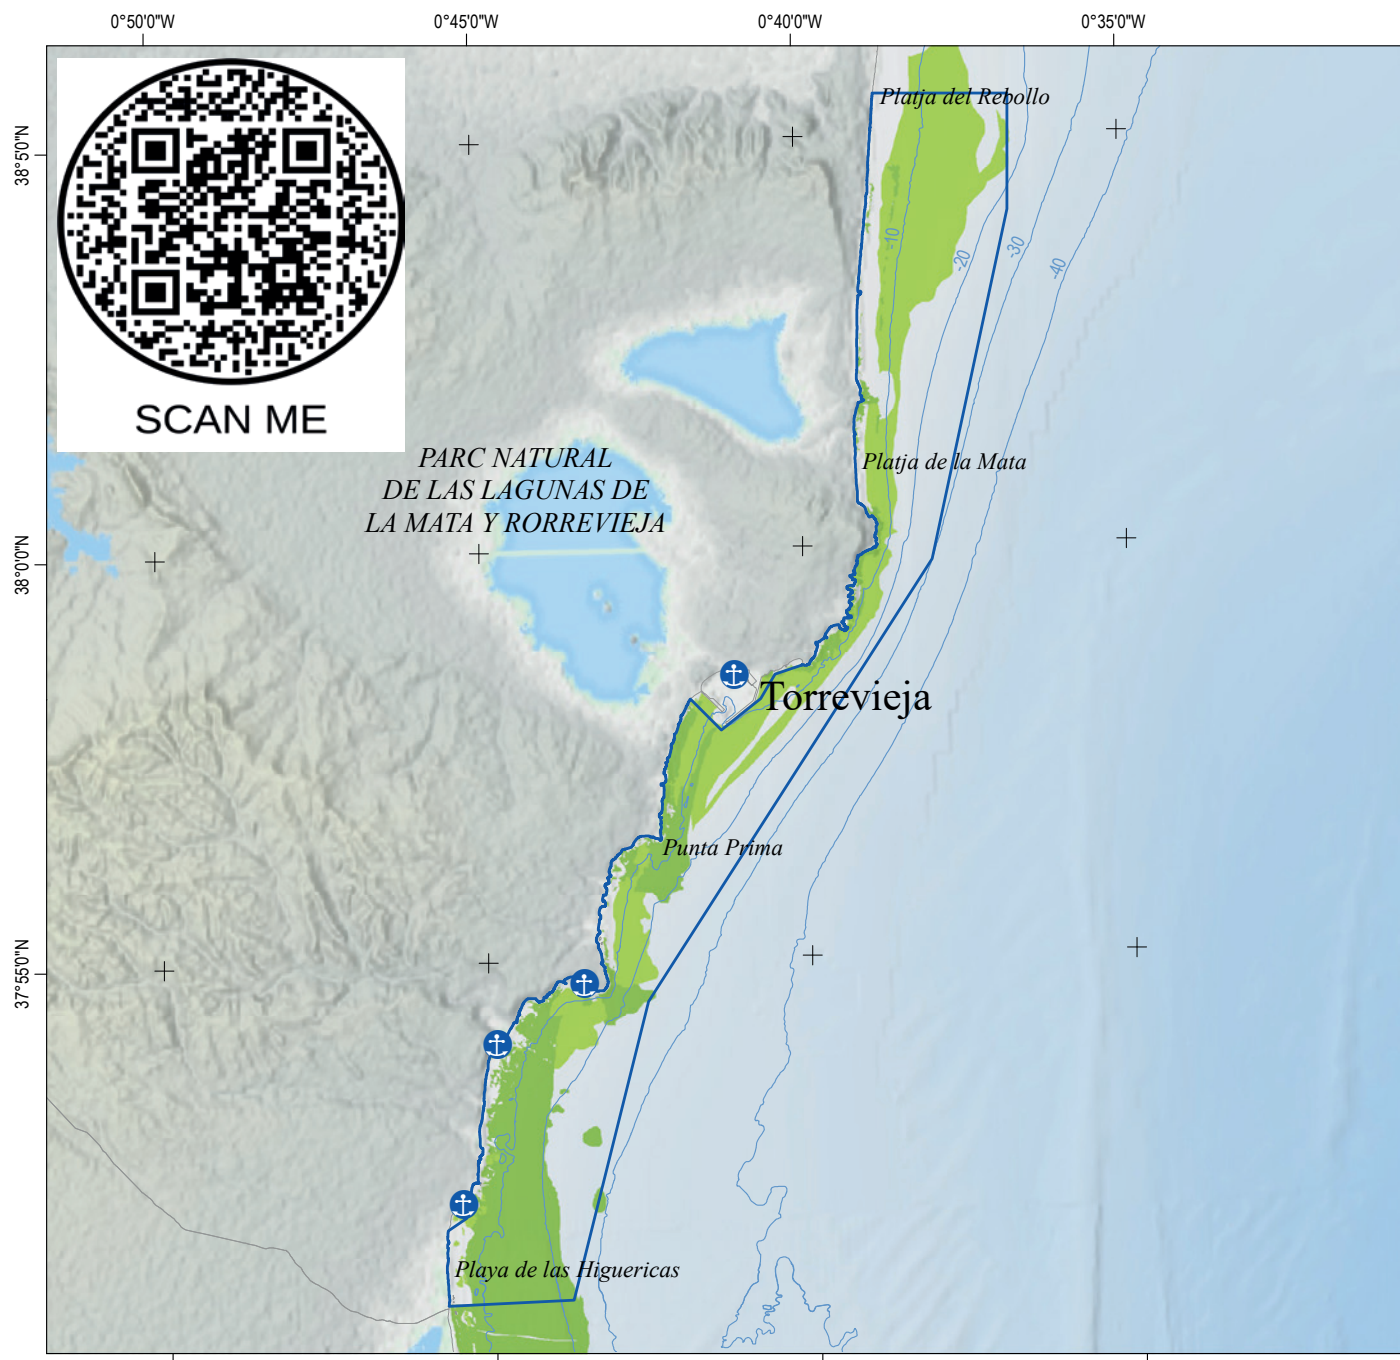 0°50'0"W
0°45'0"W
0°40'0"W
0°35'0"W
38°5'0"N
38°0'0"N
37°55'0"N
SCAN ME
Platja del Rebollo
-10
-20
-30
-40
PARC NATURAL
DE LAS LAGUNAS DE
LA MATA Y RORREVIEJA
Platja de la Mata
Torrevieja
Punta Prima
Playa de las Higuericas